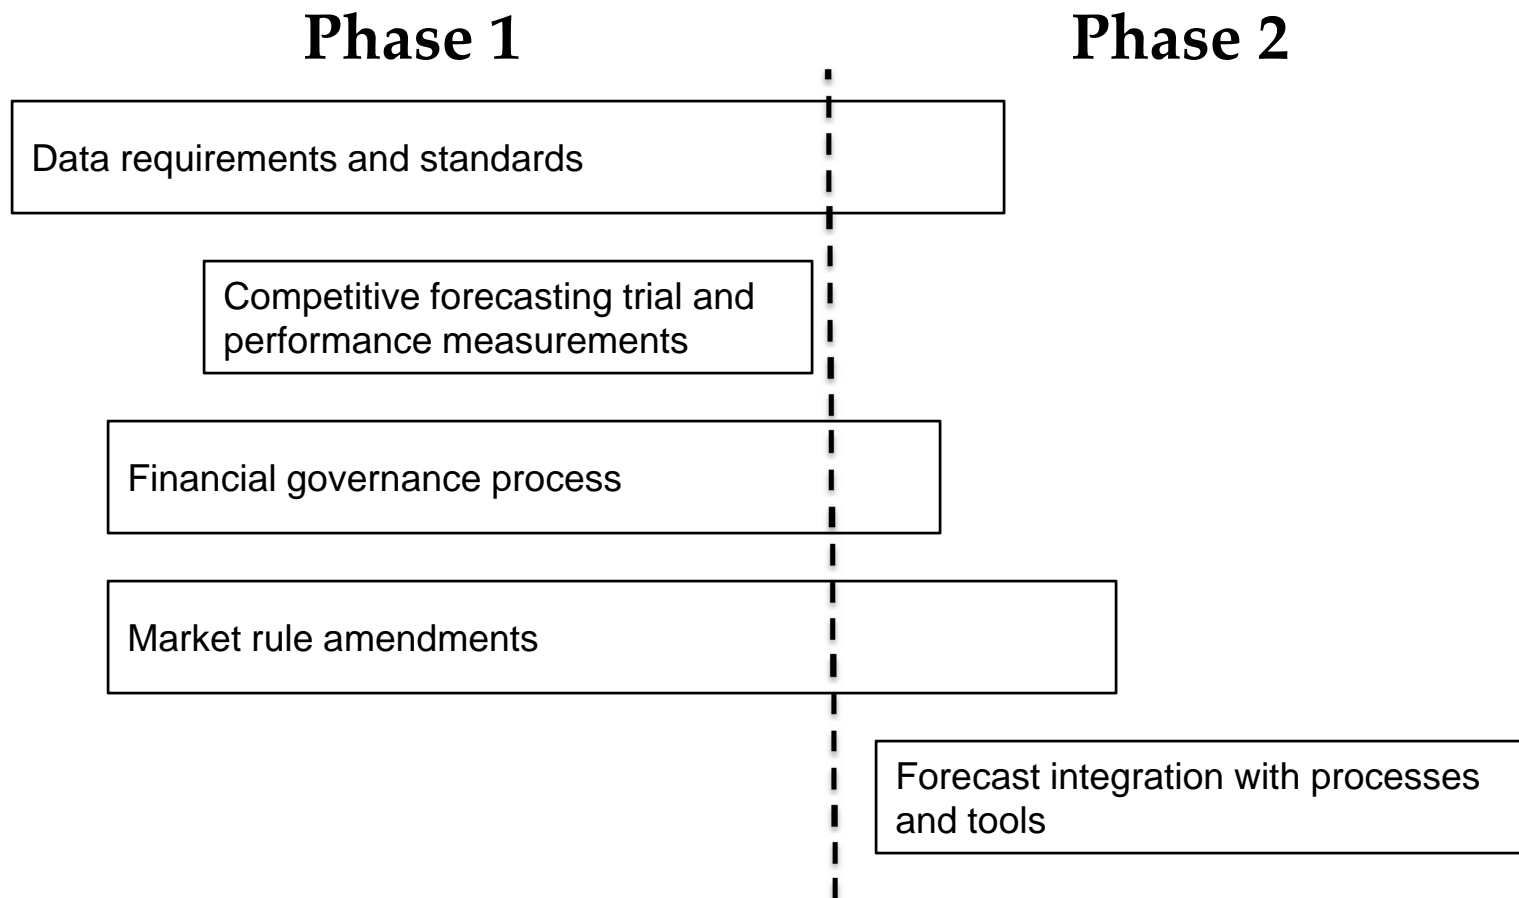 Phase 1
Phase 2
Data requirements and standards
Competitive forecasting trial and
performance measurements
Financial governance process
Market rule amendments
Forecast integration with processes
and tools